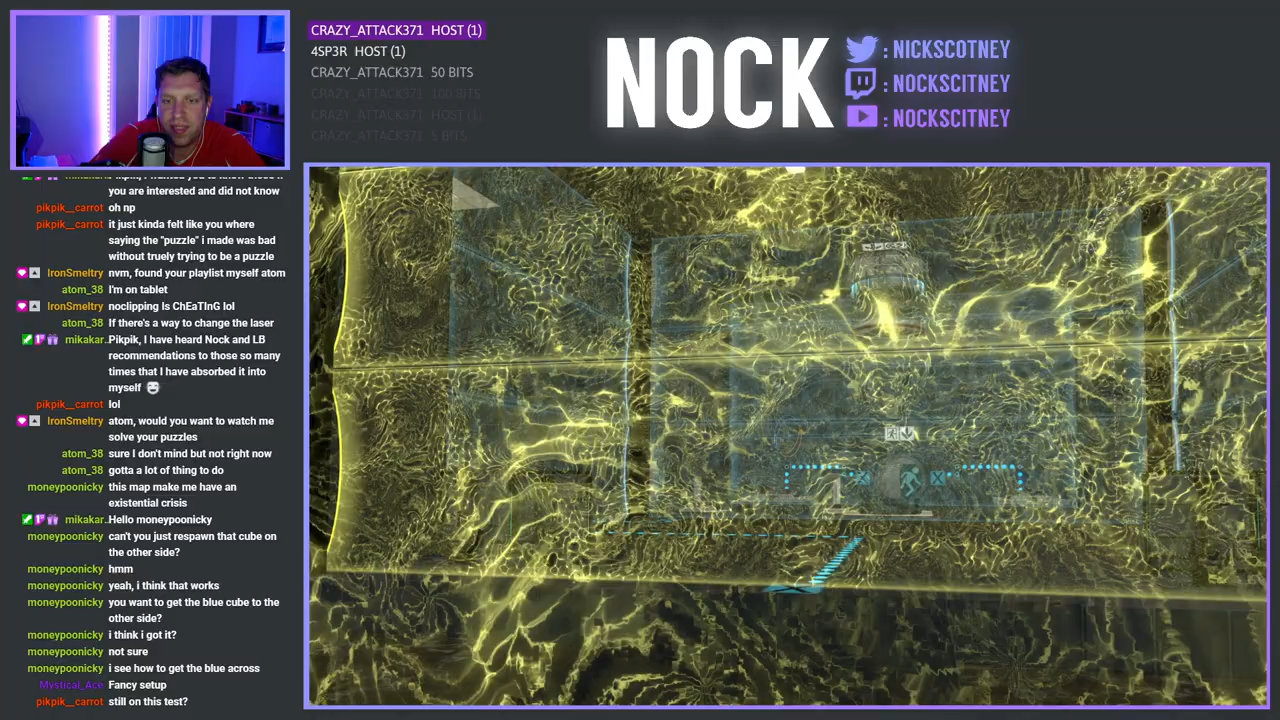 CRAZY_ATTACK371 HOST (1)
4SP3R HOST (1)
CRAZY_ATTACK371 50 BITS
CRAZY_ATTACK371 100 BITS
CRAZY_ATTACK371 HOST (1)
CRAZY_ATTACK371 5 BITS
NOCK
: NICKSCOTNEY
: NOCKSCITNEY
: NOCKSCITNEY
you are interested and did not know
pikpik__carrot oh np
pikpik__carrot it just kinda felt like you where
saying the "puzzle" i made was bad
without truely trying to be a puzzle
IronSmeltry nvm, found your playlist myself atom
atom_38 I'm on tablet
IronSmeltry noclipping Is ChEaTInG lol
atom_38 If there's a way to change the laser
mikakar..Pikpik, I have heard Nock and LB
recommendations to those so many
times that I have absorbed it into
myself
pikpik__carrot lol
IronSmeltry atom, would you want to watch me
solve your puzzles
atom_38 sure I don't mind but not right now
atom_38 gotta a lot of thing to do
moneypoonicky this map make me have an
existential crisis
mikakar..Hello moneypoonicky
moneypoonicky can't you just respawn that cube on
the other side?
moneypoonicky hmm
moneypoonicky yeah, i think that works
moneypoonicky you want to get the blue cube to the
other side?
moneypoonicky i think i got it?
moneypoonicky not sure
moneypoonicky i see how to get the blue across
Mystical_Ace Fancy setup
pikpik__carrot still on this test?